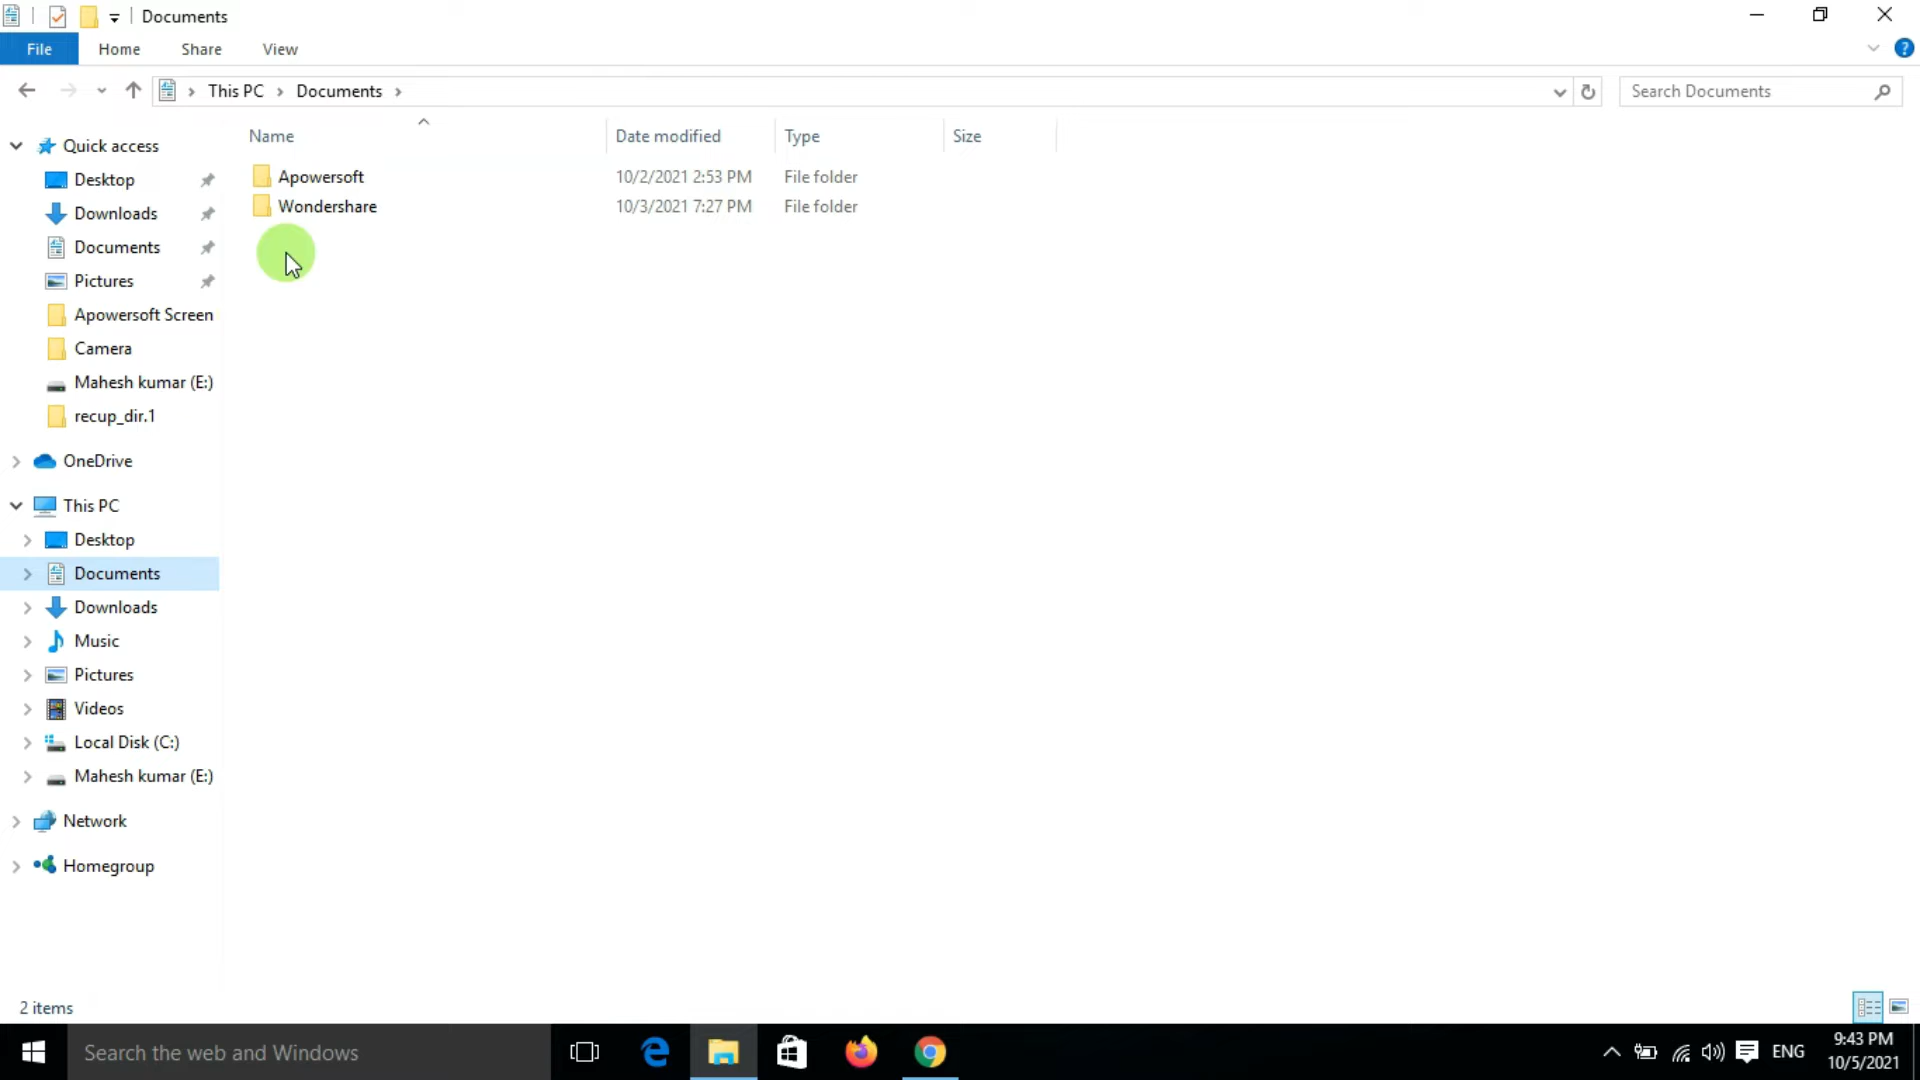 Documents
File Home Share View
This PC Documents Search Documents
Name Date modified Type Size
Quick access
Desktop
Downloads
Documents
Pictures
Apowersoft Screen
Camera
Mahesh kumar (E:)
recup_dir.1
OneDrive
This PC
Desktop
Documents
Downloads
Music
Pictures
Videos
Local Disk (C:)
Mahesh kumar (E:)
Network
Homegroup
Apowersoft 10/2/2021 2:53 PM File folder
Wondershare 10/3/2021 7:27 PM File folder
2 items
Search the web and Windows
ENG
9:43 PM
10/5/2021